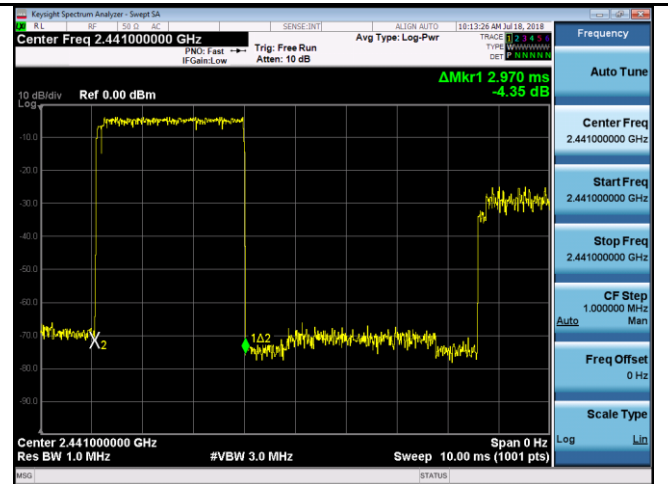 Keysight Spectrum Analyzer - Swept SA
RL RF 50 Ω AC SENSE:INT ALIGN AUTO 10:13:26 AM Jul 18, 2018
Center Freq 2.441000000 GHz
PNO: Fast
IFGain:Low
Trig: Free Run
Atten: 10 dB
Avg Type: Log-Pwr
TRACE 1 2 3 4 5 6
TYPE WWWWWW
DET P N N N N N
ΔMkr1 2.970 ms
-4.35 dB
10 dB/div Ref 0.00 dBm
Log
-10.0
-20.0
-30.0
-40.0
-50.0
-60.0
-70.0
-80.0
-90.0
X2
1Δ2
Center 2.441000000 GHz
Span 0 Hz
Res BW 1.0 MHz
#VBW 3.0 MHz
Sweep 10.00 ms (1001 pts)
MSG
STATUS
Frequency
Auto Tune
Center Freq
2.441000000 GHz
Start Freq
2.441000000 GHz
Stop Freq
2.441000000 GHz
CF Step
1.000000 MHz
Auto Man
Freq Offset
0 Hz
Scale Type
Log Lin